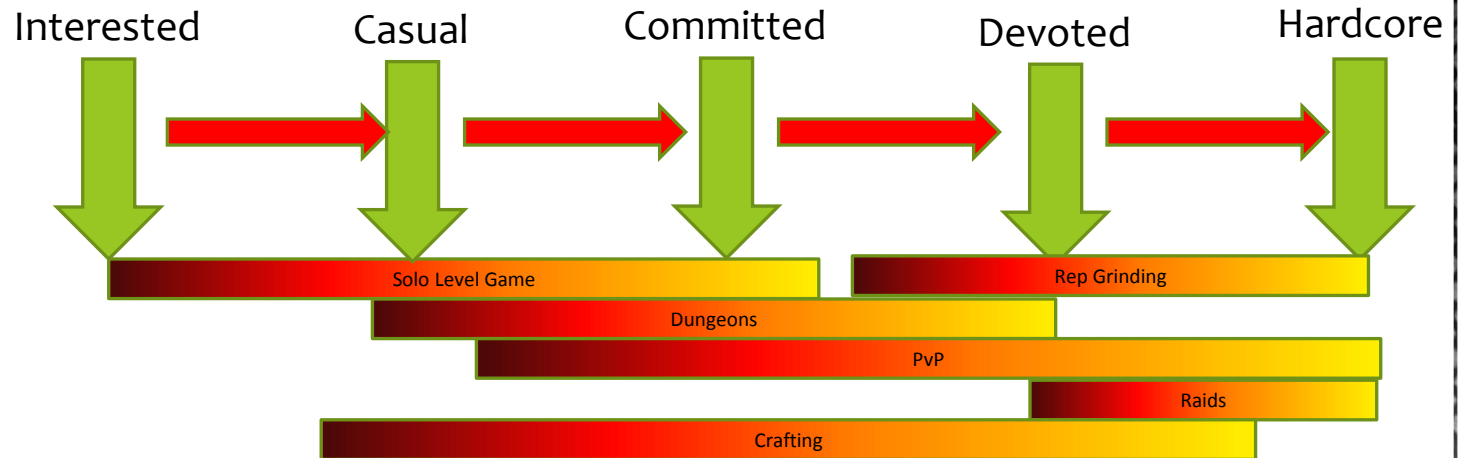 Interested
Casual
Committed
Devoted
Hardcore
Solo Level Game
Rep Grinding
Dungeons
PvP
Raids
Crafting